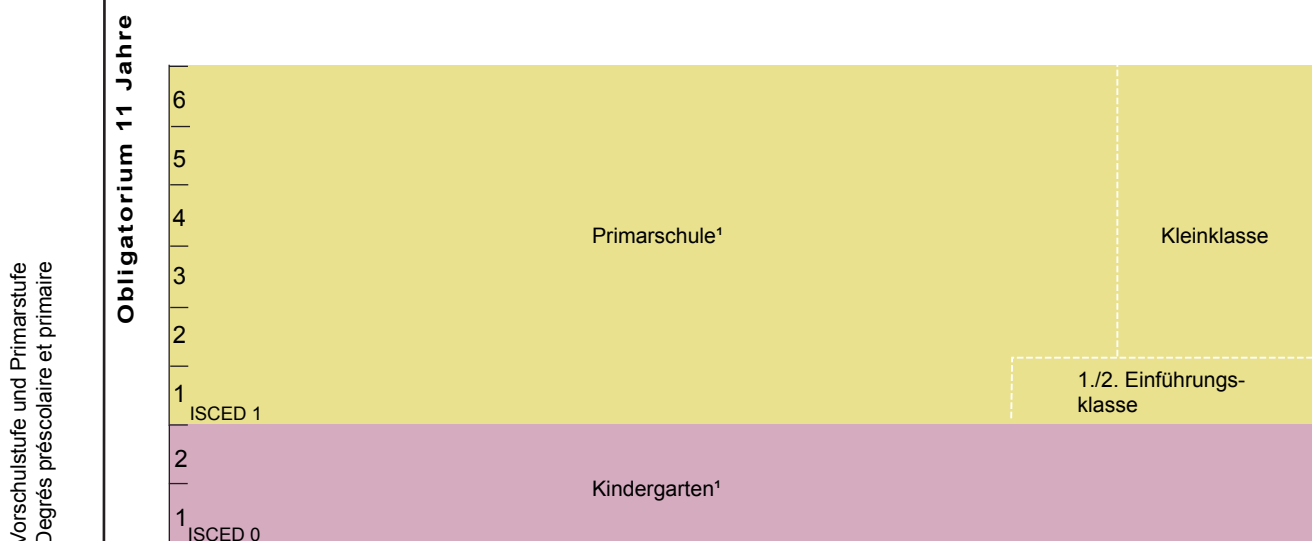 Vorschulstufe und Primarstufe
Degrés préscolaire et primaire
Obligatorium 11 Jahre
6
5
4
3
2
1
ISCED 1
Primarschule¹
Kleinklasse
1./2. Einführungs-
klasse
2
1
ISCED 0
Kindergarten¹